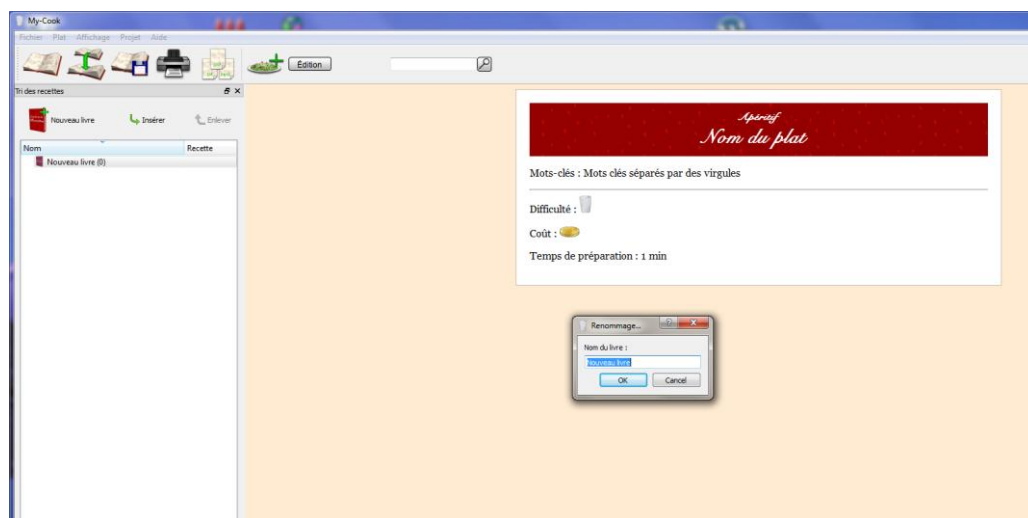 My-Cook
Fichier Plat Affichage Projet Aide
Édition
Tri des recettes
Nouveau livre Insérer Enlever
Nom Recette
Nouveau livre (0)
Apéritif
Nom du plat
Mots-clés : Mots clés séparés par des virgules
Difficulté :
Coût :
Temps de préparation : 1 min
Renommage...
Nom du livre :
Nouveau livre
OK Cancel